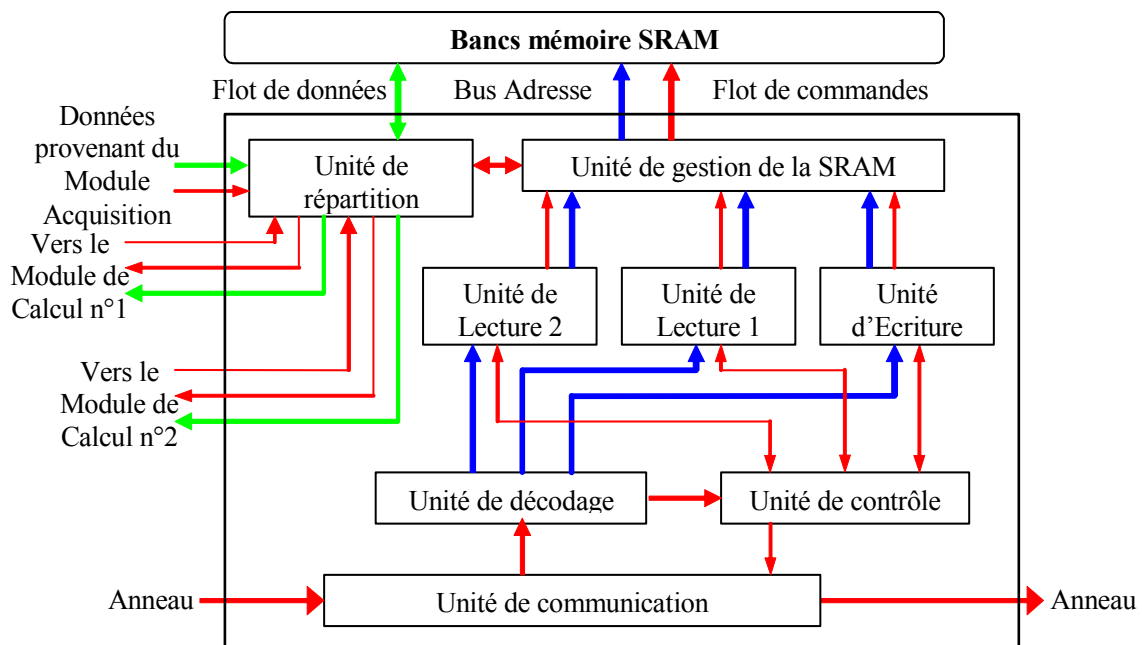 Bancs mémoire SRAM
Flot de données
Bus Adresse
Flot de commandes
Données
provenant du
Module
Acquisition
Unité de
répartition
Unité de gestion de la SRAM
Vers le
Module de
Calcul n°1
Unité de
Lecture 2
Unité de
Lecture 1
Unité
d'Ecriture
Vers le
Module de
Calcul n°2
Unité de décodage
Unité de contrôle
Anneau
Unité de communication
Anneau